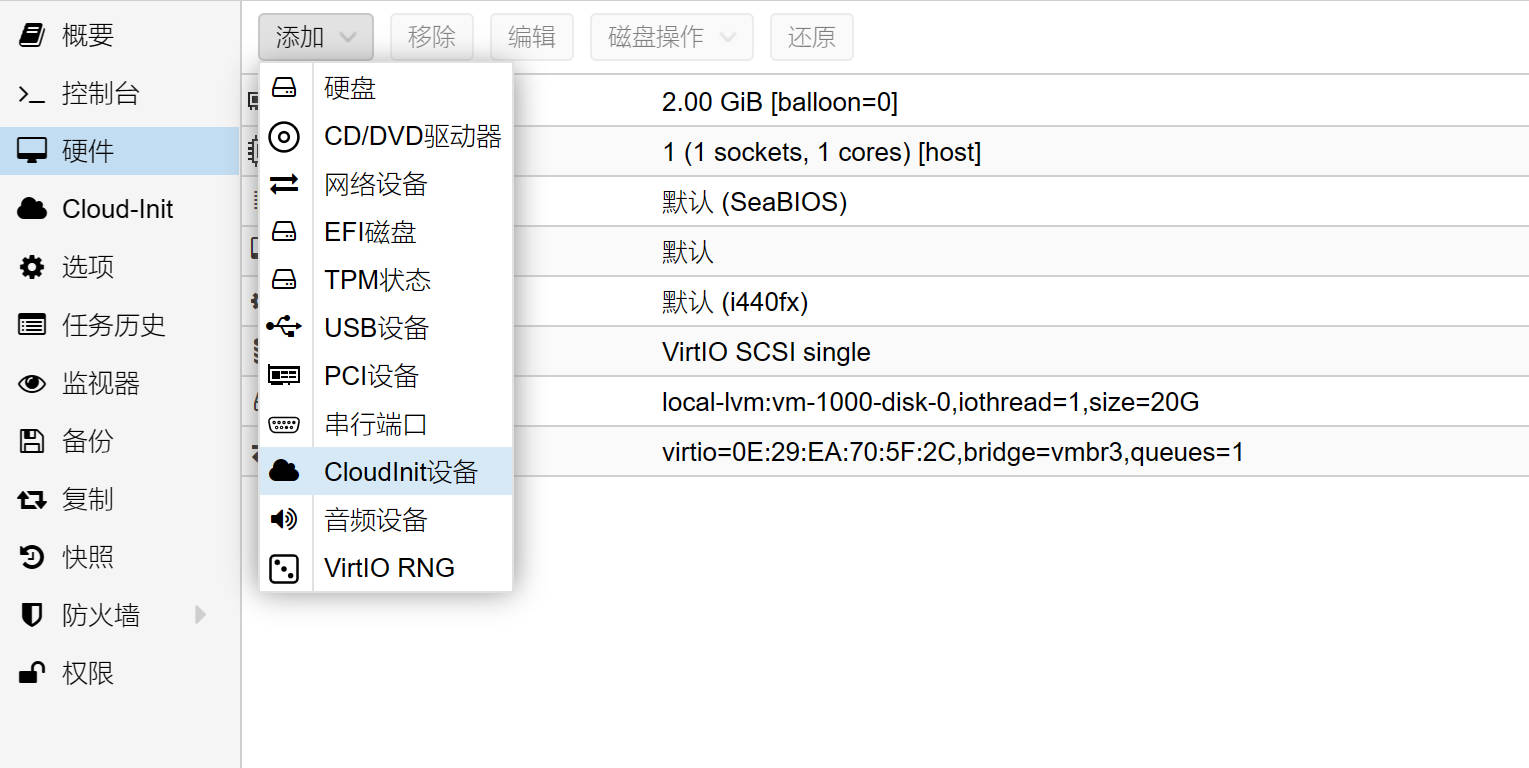 概要
控制台
硬件
Cloud-Init
选项
任务历史
监视器
备份
复制
快照
防火墙
权限
添加 移除 编辑 磁盘操作 还原
硬盘
CD/DVD驱动器
网络设备
EFI磁盘
TPM状态
USB设备
PCI设备
串行端口
CloudInit设备
音频设备
VirtIO RNG
2.00 GiB [balloon=0]
1 (1 sockets, 1 cores) [host]
默认 (SeaBIOS)
默认
默认 (i440fx)
VirtIO SCSI single
local-lvm:vm-1000-disk-0,iothread=1,size=20G
virtio=0E:29:EA:70:5F:2C,bridge=vmbr3,queues=1